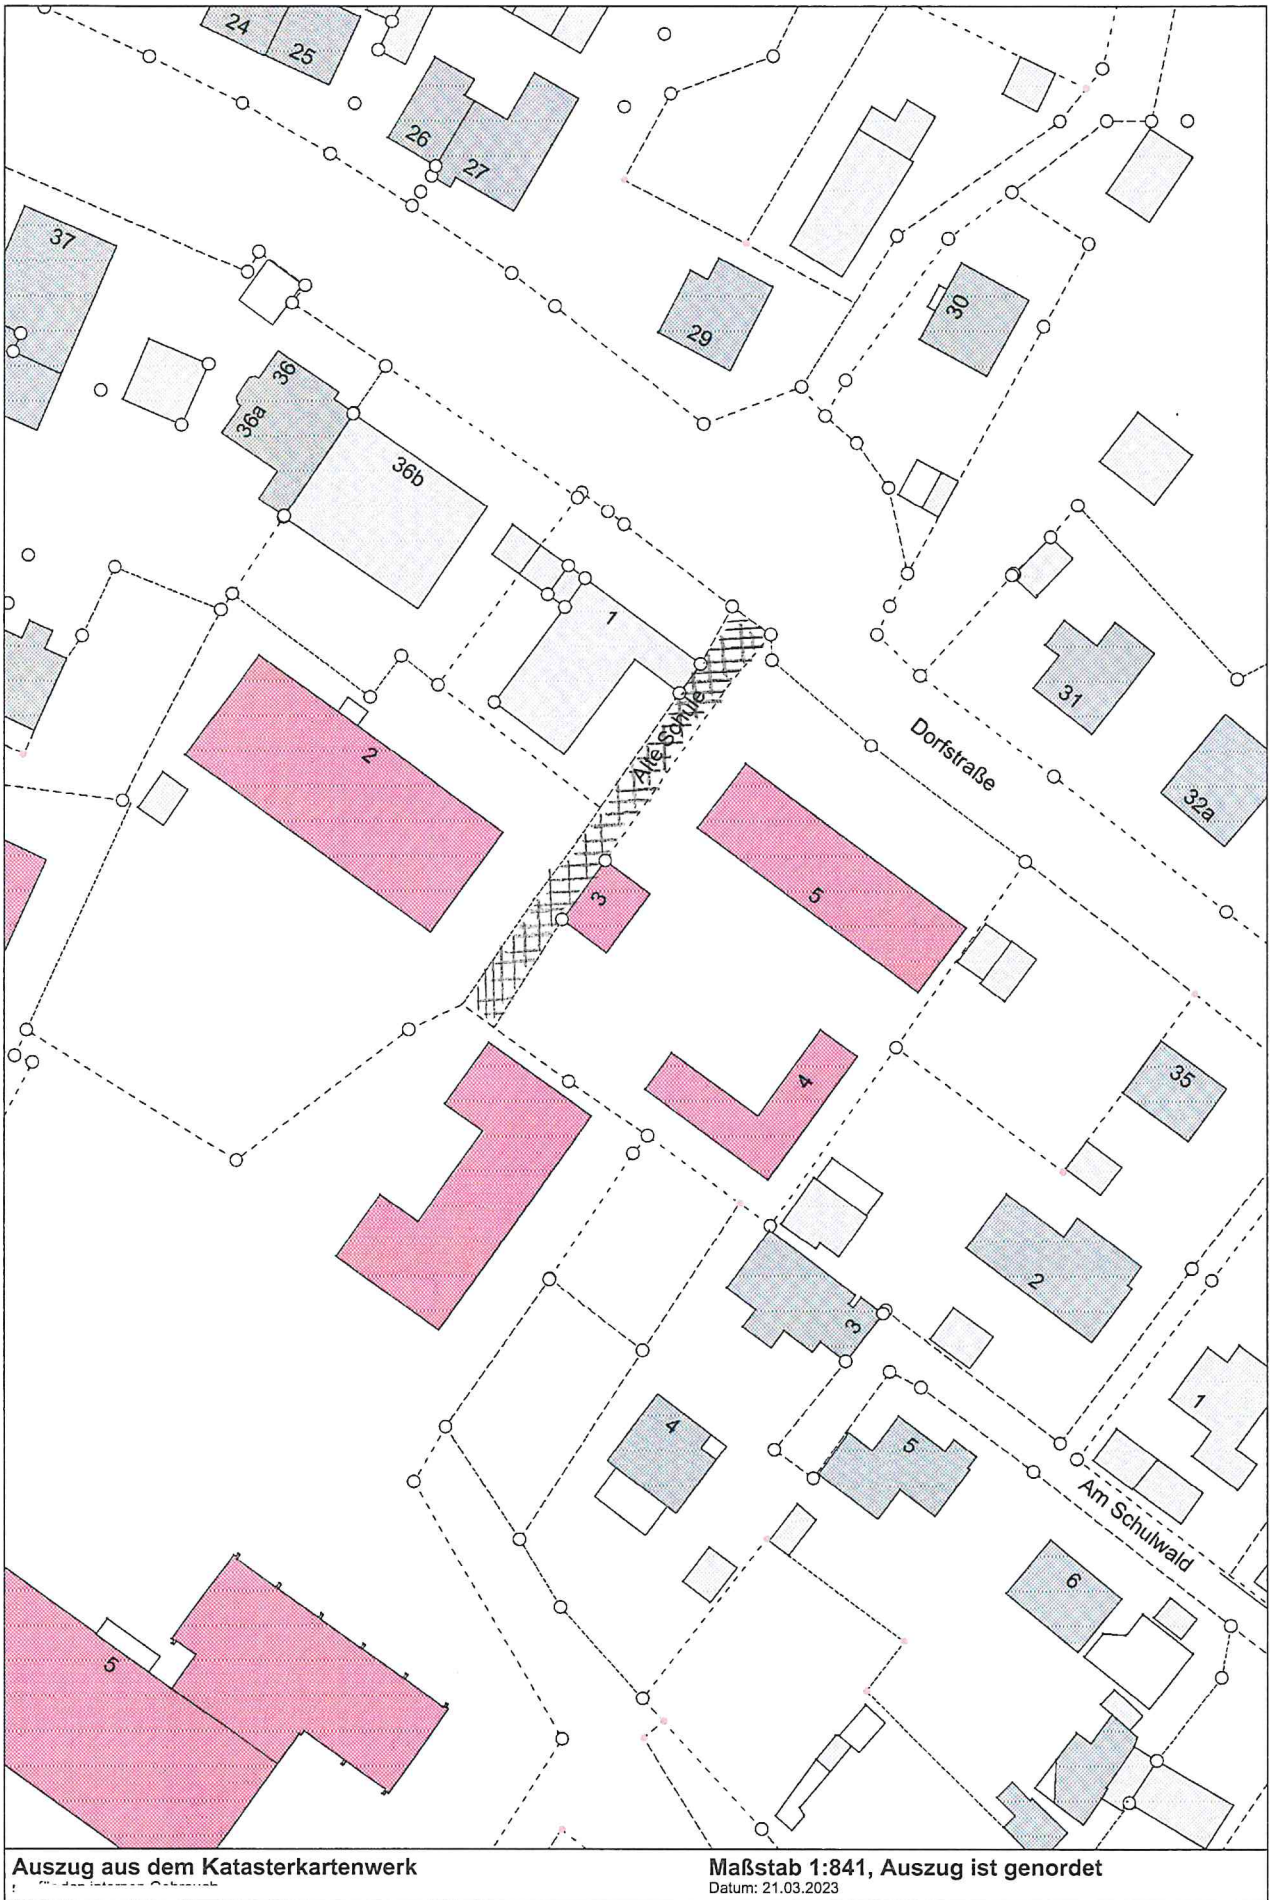 24
25
26
27
37
29
30
36
36a
36b
1
31
Dorfstraße
32a
Alte Schule
2
3
5
4
35
2
3
4
5
1
Am Schulwald
6
5
Auszug aus dem Katasterkartenwerk
Maßstab 1:841, Auszug ist genordet
Datum: 21.03.2023